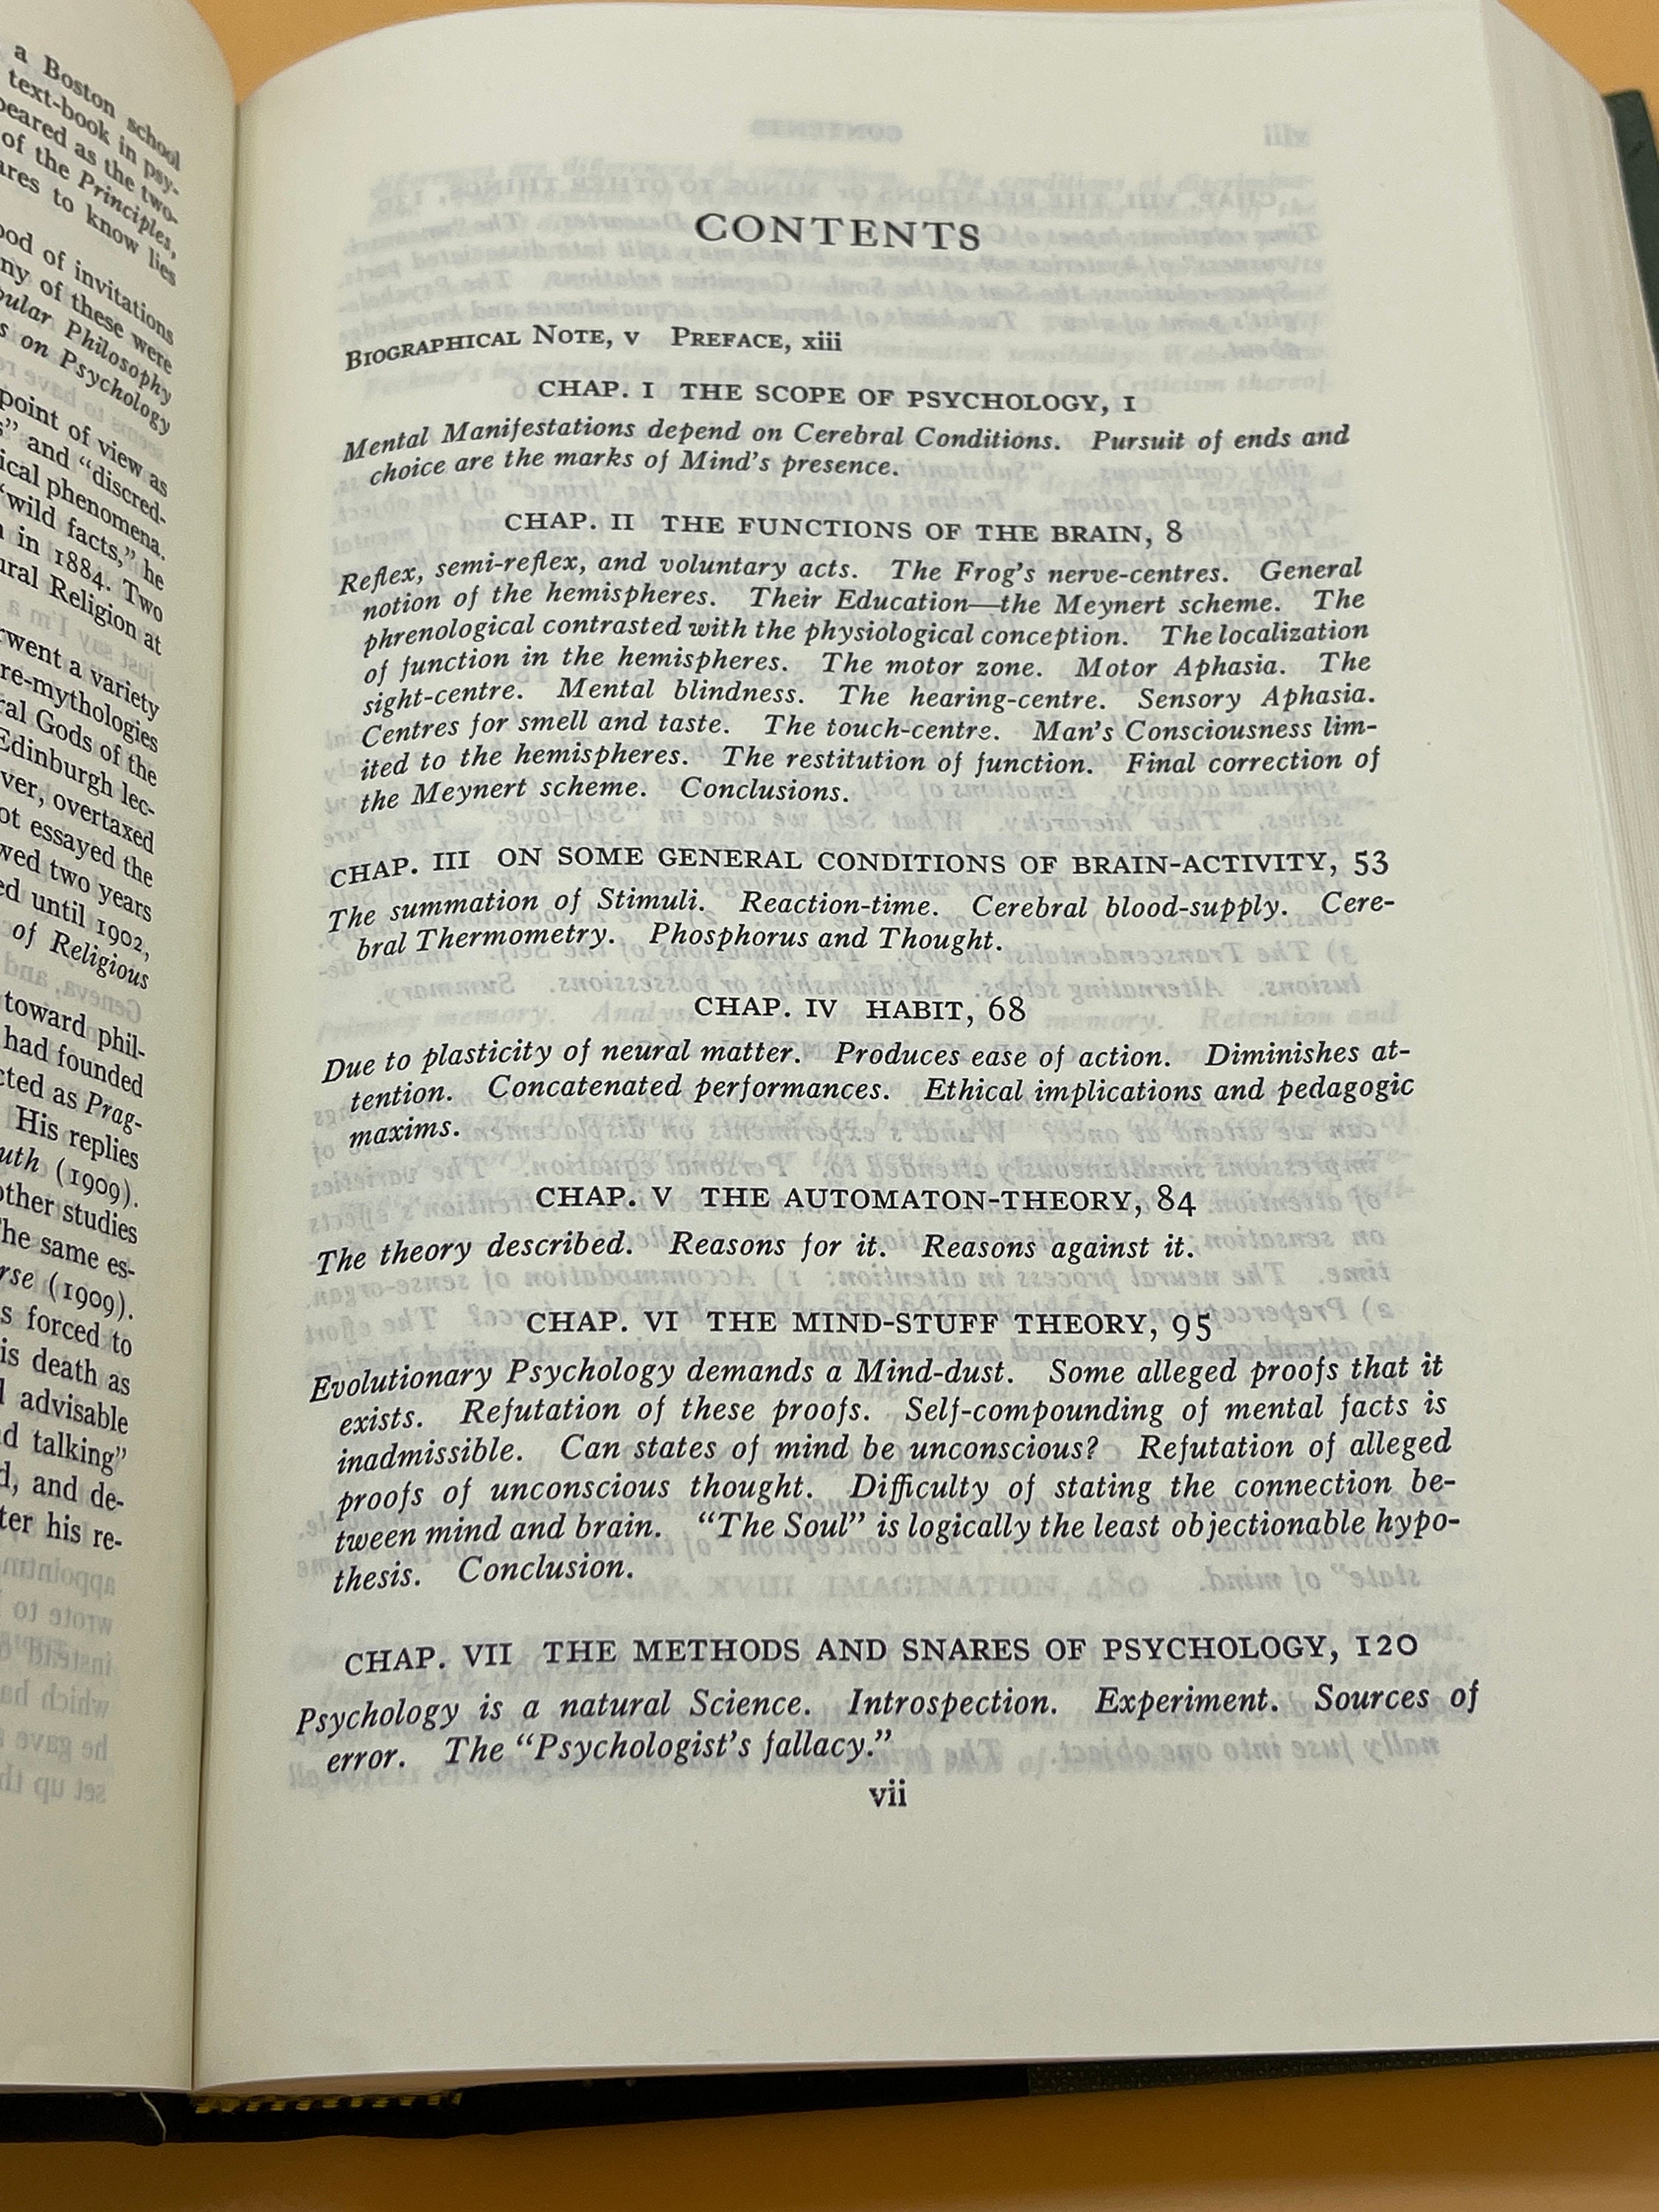 a Boston school
text-book in psy-
peared as the two-
of the Principles,
ares to know lies
ood of invitations
ny of these were
pular Philosophy
s on Psychology
point of view as
s" and "discred-
ical phenomena.
"wild facts," he
in 1884. Two
ural Religion at
rwent a variety
re-mythologies
ral Gods of the
Edinburgh lec-
ver, overtaxed
ot essayed the
wed two years
ed until 1902,
of Religious
toward phil-
had founded
cted as Prag-
His replies
uth (1909).
other studies
he same es-
rse (1909).
s forced to
is death as
d advisable
d talking"
d, and de-
ter his re-
CONTENTS
BIOGRAPHICAL NOTE, v   PREFACE, xiii
CHAP. I   THE SCOPE OF PSYCHOLOGY, 1
Mental Manifestations depend on Cerebral Conditions.   Pursuit of ends and
choice are the marks of Mind's presence.
CHAP. II   THE FUNCTIONS OF THE BRAIN, 8
Reflex, semi-reflex, and voluntary acts.   The Frog's nerve-centres.   General
notion of the hemispheres.   Their Education—the Meynert scheme.   The
phrenological contrasted with the physiological conception.   The localization
of function in the hemispheres.   The motor zone.   Motor Aphasia.   The
sight-centre.   Mental blindness.   The hearing-centre.   Sensory Aphasia.
Centres for smell and taste.   The touch-centre.   Man's Consciousness lim-
ited to the hemispheres.   The restitution of function.   Final correction of
the Meynert scheme.   Conclusions.
CHAP. III   ON SOME GENERAL CONDITIONS OF BRAIN-ACTIVITY, 53
The summation of Stimuli.   Reaction-time.   Cerebral blood-supply.   Cere-
bral Thermometry.   Phosphorus and Thought.
CHAP. IV   HABIT, 68
Due to plasticity of neural matter.   Produces ease of action.   Diminishes at-
tention.   Concatenated performances.   Ethical implications and pedagogic
maxims.
CHAP. V   THE AUTOMATON-THEORY, 84
The theory described.   Reasons for it.   Reasons against it.
CHAP. VI   THE MIND-STUFF THEORY, 95
Evolutionary Psychology demands a Mind-dust.   Some alleged proofs that it
exists.   Refutation of these proofs.   Self-compounding of mental facts is
inadmissible.   Can states of mind be unconscious?   Refutation of alleged
proofs of unconscious thought.   Difficulty of stating the connection be-
tween mind and brain.   "The Soul" is logically the least objectionable hypo-
thesis.   Conclusion.
CHAP. VII   THE METHODS AND SNARES OF PSYCHOLOGY, 120
Psychology is a natural Science.   Introspection.   Experiment.   Sources of
error.   The "Psychologist's fallacy."
vii